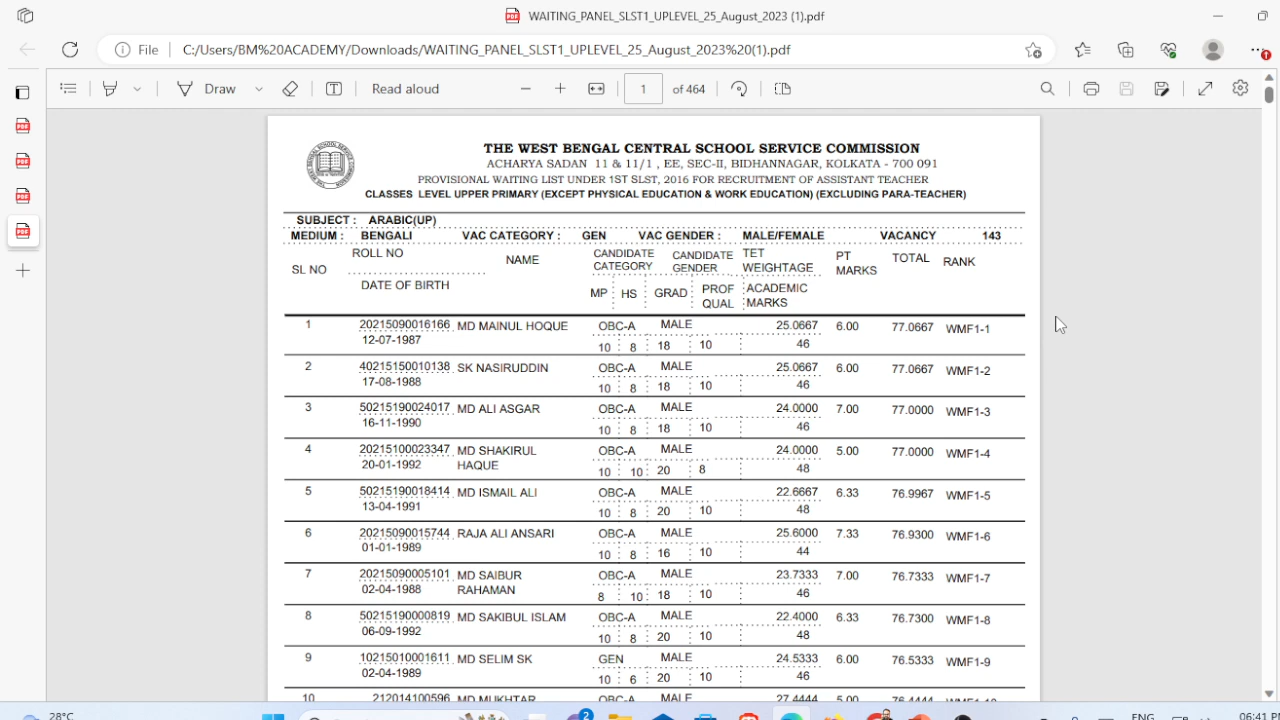 WAITING_PANEL_SLST1_UPLEVEL_25_August_2023 (1).pdf
File C:/Users/BM%20ACADEMY/Downloads/WAITING_PANEL_SLST1_UPLEVEL_25_August_2023%20(1).pdf
Draw Read aloud 1 of 464
THE WEST BENGAL CENTRAL SCHOOL SERVICE COMMISSION
ACHARYA SADAN 11 & 11/1 , EE, SEC-II, BIDHANNAGAR, KOLKATA - 700 091
PROVISIONAL WAITING LIST UNDER 1ST SLST, 2016 FOR RECRUITMENT OF ASSISTANT TEACHER
CLASSES LEVEL UPPER PRIMARY (EXCEPT PHYSICAL EDUCATION & WORK EDUCATION) (EXCLUDING PARA-TEACHER)
SUBJECT : ARABIC(UP)
MEDIUM : BENGALI VAC CATEGORY : GEN VAC GENDER : MALE/FEMALE VACANCY 143
SL NO ROLL NO NAME CANDIDATE CATEGORY CANDIDATE GENDER TET WEIGHTAGE PT MARKS TOTAL RANK
DATE OF BIRTH MP HS GRAD PROF QUAL ACADEMIC MARKS
1 20215090016166 MD MAINUL HOQUE OBC-A MALE 25.0667 6.00 77.0667 WMF1-1
12-07-1987 10 8 18 10 46
2 40215150010138 SK NASIRUDDIN OBC-A MALE 25.0667 6.00 77.0667 WMF1-2
17-08-1988 10 8 18 10 46
3 50215190024017 MD ALI ASGAR OBC-A MALE 24.0000 7.00 77.0000 WMF1-3
16-11-1990 10 8 18 10 46
4 20215100023347 MD SHAKIRUL OBC-A MALE 24.0000 5.00 77.0000 WMF1-4
20-01-1992 HAQUE 10 10 20 8 48
5 50215190018414 MD ISMAIL ALI OBC-A MALE 22.6667 6.33 76.9967 WMF1-5
13-04-1991 10 8 20 10 48
6 20215090015744 RAJA ALI ANSARI OBC-A MALE 25.6000 7.33 76.9300 WMF1-6
01-01-1989 10 8 16 10 44
7 20215090005101 MD SAIBUR OBC-A MALE 23.7333 7.00 76.7333 WMF1-7
02-04-1988 RAHAMAN 8 10 18 10 46
8 50215190000819 MD SAKIBUL ISLAM OBC-A MALE 22.4000 6.33 76.7300 WMF1-8
06-09-1992 10 8 20 10 48
9 10215010001611 MD SELIM SK GEN MALE 24.5333 6.00 76.5333 WMF1-9
02-04-1989 10 6 20 10 46
10 212014100596 MD MUKHTAR OBC-A MALE 27.4444 5.00 76.4444 WMF1-10
28°C 2 ENG 06:41